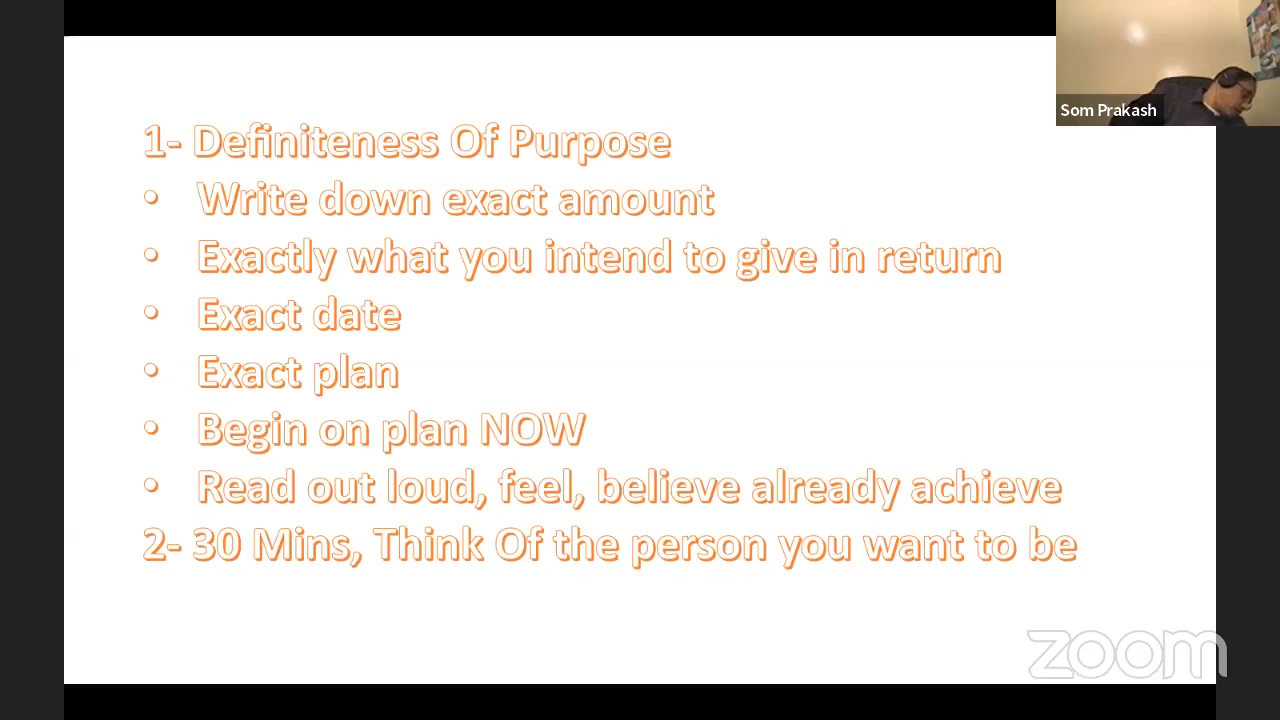 Som Prakash
1- Definiteness Of Purpose
• Write down exact amount
• Exactly what you intend to give in return
• Exact date
• Exact plan
• Begin on plan NOW
• Read out loud, feel, believe already achieve
2- 30 Mins, Think Of the person you want to be
zoom